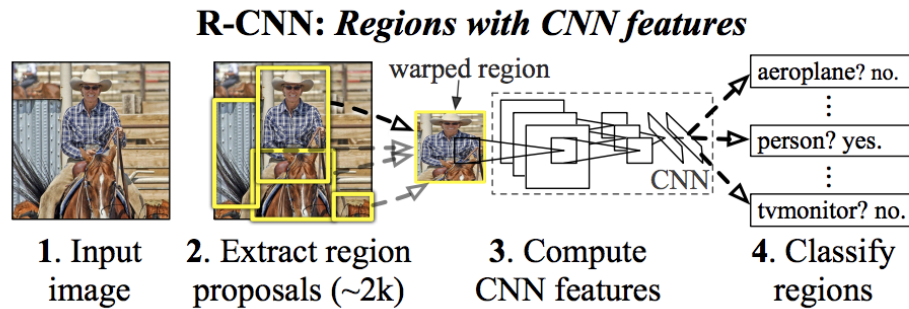 R-CNN: Regions with CNN features
warped region
aeroplane? no.
⋮
person? yes.
⋮
tvmonitor? no.
CNN
1. Input
image
2. Extract region
proposals (~2k)
3. Compute
CNN features
4. Classify
regions